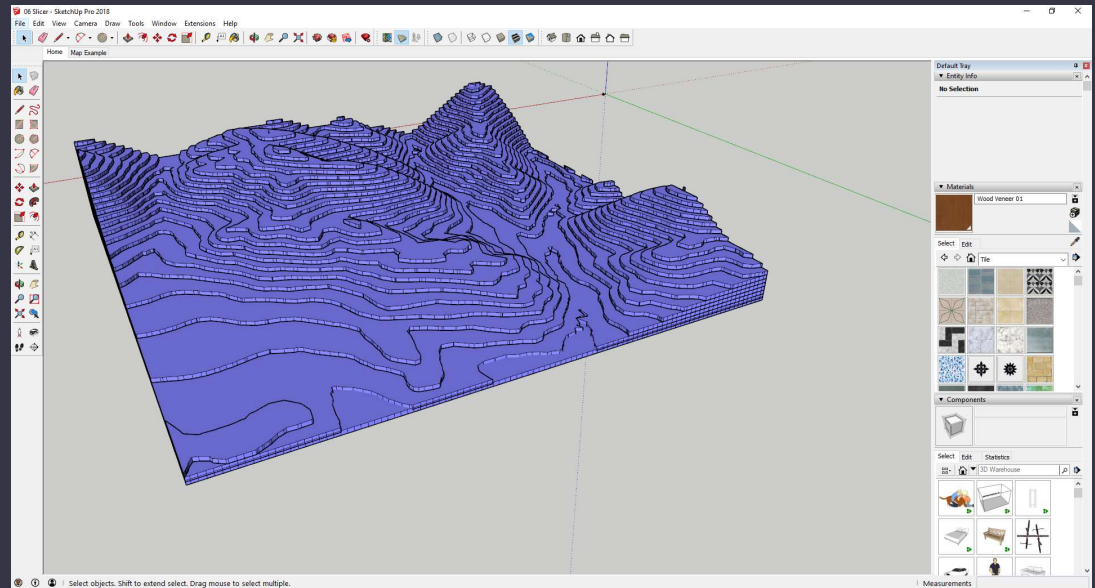 06 Slicer - SketchUp Pro 2018
File Edit View Camera Draw Tools Window Extensions Help
Home Map Example
Default Tray
Entity Info
No Selection
Materials
Wood Veneer 01
Select Edit
Tile
Components
Select Edit Statistics
3D Warehouse
Select objects. Shift to extend select. Drag mouse to select multiple.
Measurements